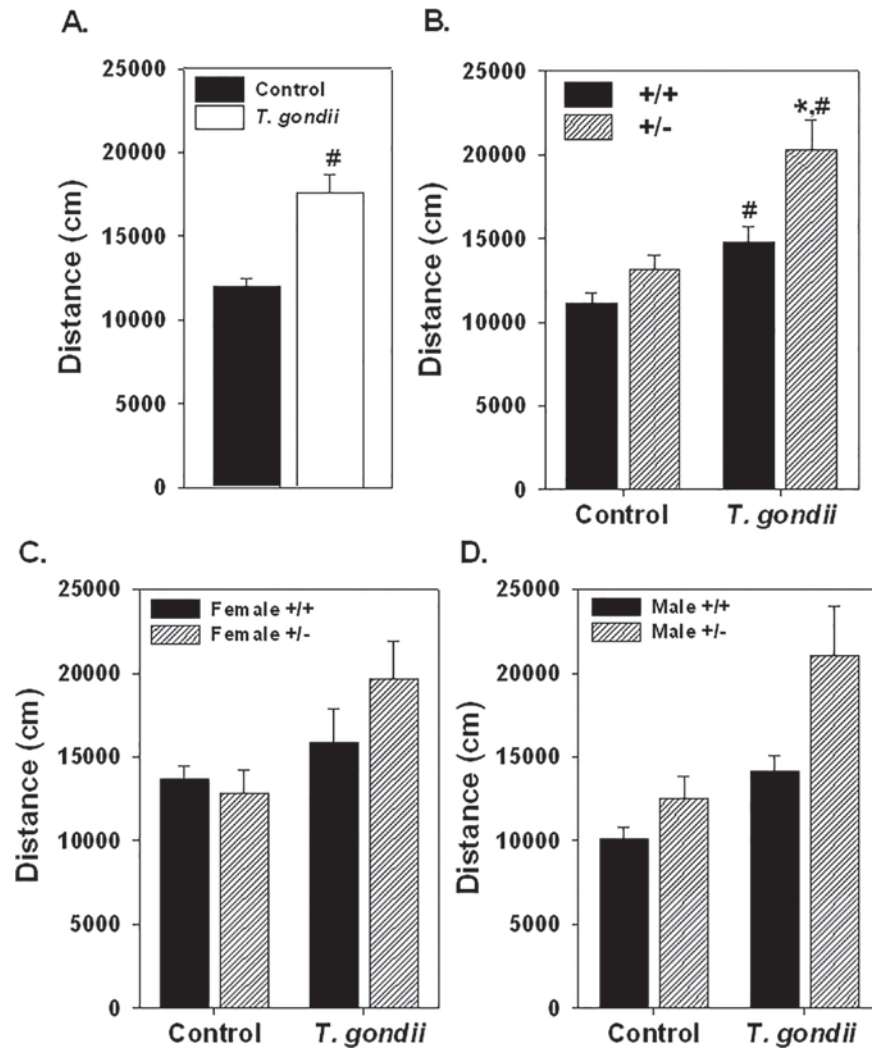 A.
25000
20000
15000
10000
5000
0
Distance (cm)
Control
T. gondii
#
B.
25000
20000
15000
10000
5000
0
Distance (cm)
+/+
+/-
#
*,#
Control T. gondii
C.
25000
20000
15000
10000
5000
0
Distance (cm)
Female +/+
Female +/-
Control T. gondii
D.
25000
20000
15000
10000
5000
0
Distance (cm)
Male +/+
Male +/-
Control T. gondii